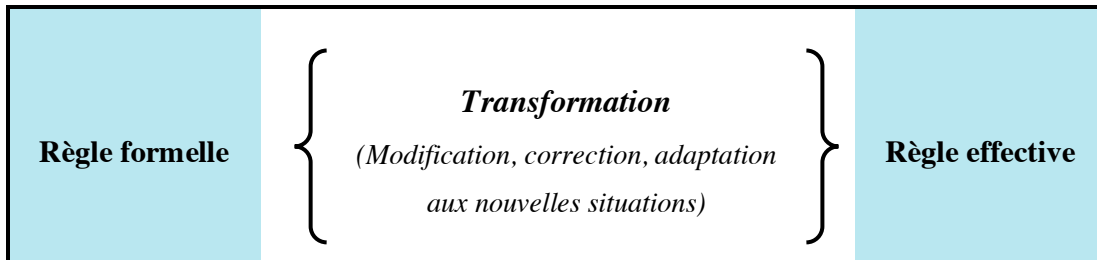 Règle formelle
Transformation
(Modification, correction, adaptation
aux nouvelles situations)
Règle effective